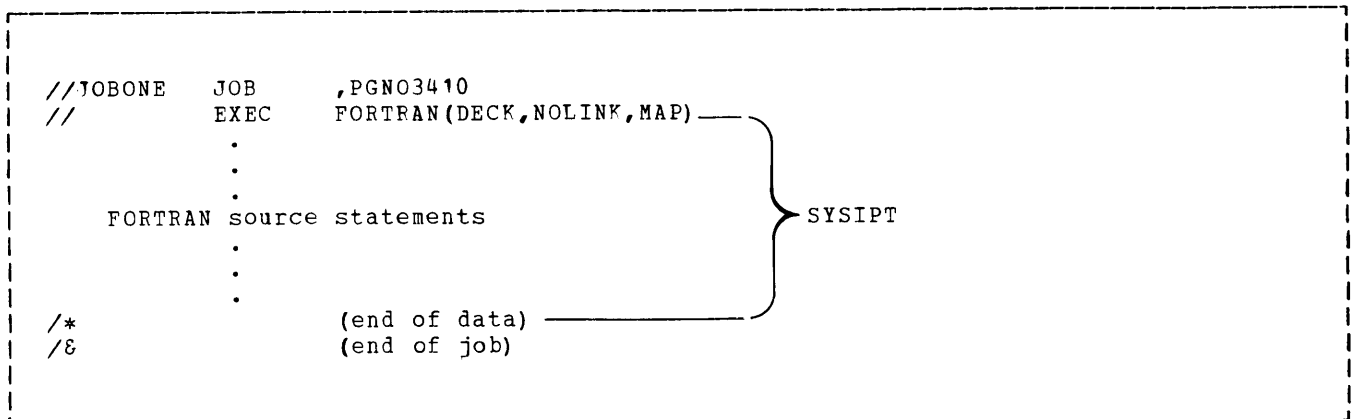 //JOBONE JOB ,PGNO3410
// EXEC FORTRAN(DECK,NOLINK,MAP)
.
.
.
FORTRAN source statements
SYSIPT
.
.
.
/* (end of data)
/& (end of job)